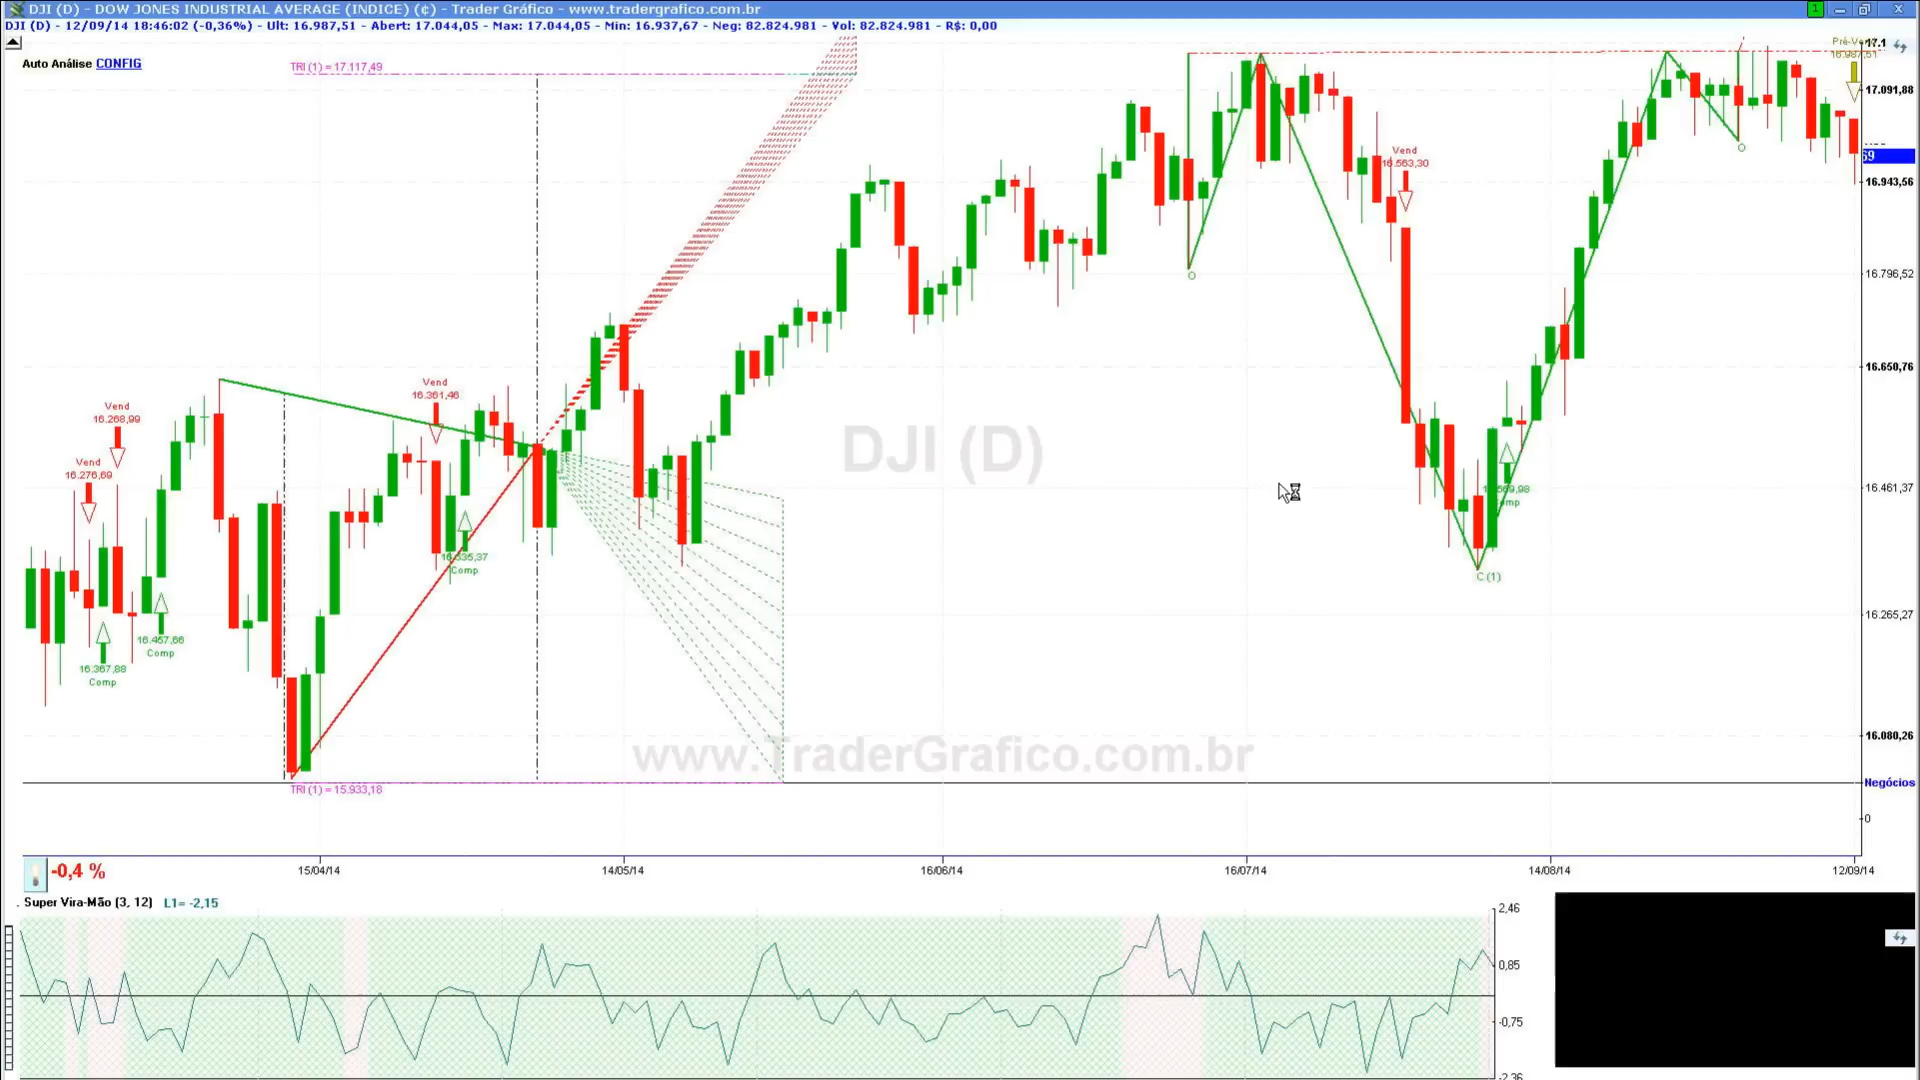 DJI (D) - DOW JONES INDUSTRIAL AVERAGE (INDICE) (¢) - Trader Gráfico - www.tradergrafico.com.br
1
DJI (D) - 12/09/14 18:46:02 (-0,36%) - Ult: 16.987,51 - Abert: 17.044,05 - Max: 17.044,05 - Min: 16.937,67 - Neg: 82.824.981 - Vol: 82.824.981 - R$: 0,00
Auto Análise CONFIG
TRI (1) = 17.117,49
17.1
17.091,88
69
16.943,56
16.796,52
16.650,76
16.461,37
16.265,27
16.080,26
Negócios
0
Vend
16.563,30
Vend
16.361,46
Vend
16.268,99
Vend
16.276,69
DJI (D)
Comp
16.457,66
Comp
16.367,88
Comp
O
O
C (1)
www.TraderGrafico.com.br
TRI (1) = 15.933,18
15/04/14
14/05/14
16/06/14
16/07/14
14/08/14
12/09/14
-0,4 %
. Super Vira-Mão (3, 12) L1= -2,15
2,46
0,85
-0,75
-2,36